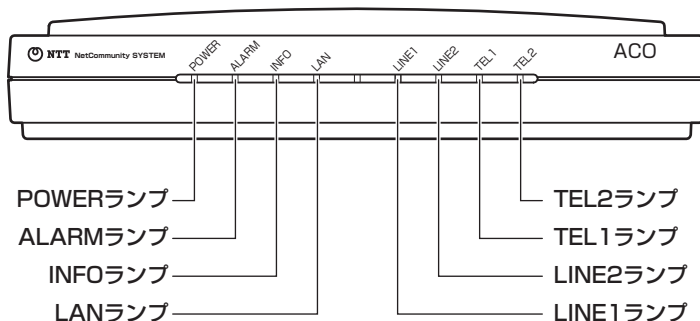 NTT NetCommunity SYSTEM
POWER ALARM INFO LAN LINE1 LINE2 TEL1 TEL2
ACO
POWERランプ
ALARMランプ
INFOランプ
LANランプ
TEL2ランプ
TEL1ランプ
LINE2ランプ
LINE1ランプ